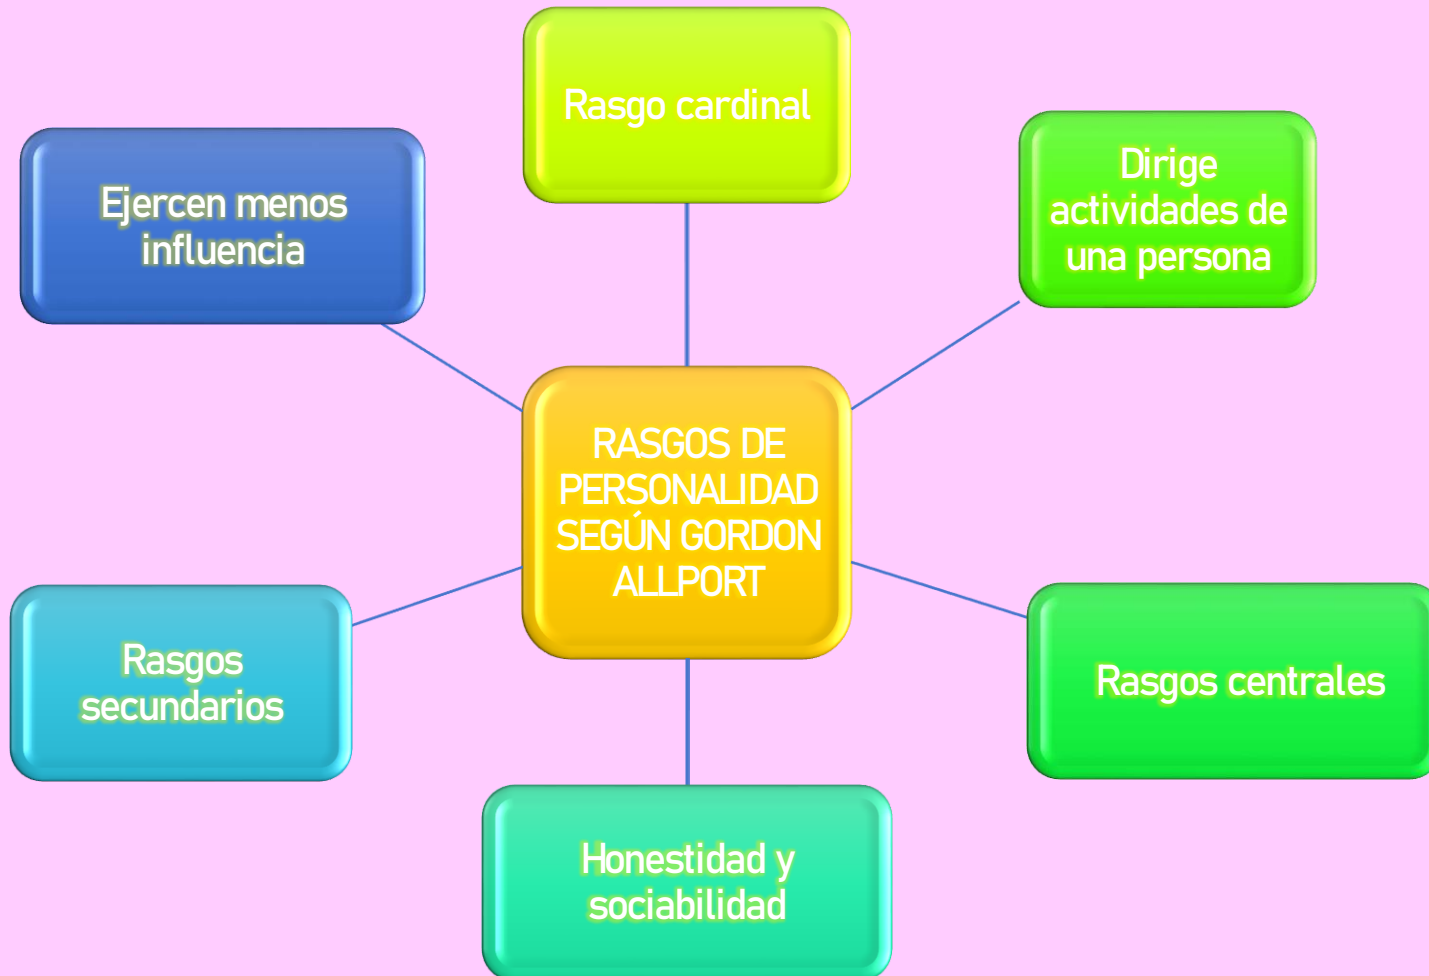 Rasgo cardinal
Dirige
actividades de
una persona
Rasgos centrales
Honestidad y
sociabilidad
Rasgos
secundarios
Ejercen menos
influencia
RASGOS DE
PERSONALIDAD
SEGÚN GORDON
ALLPORT